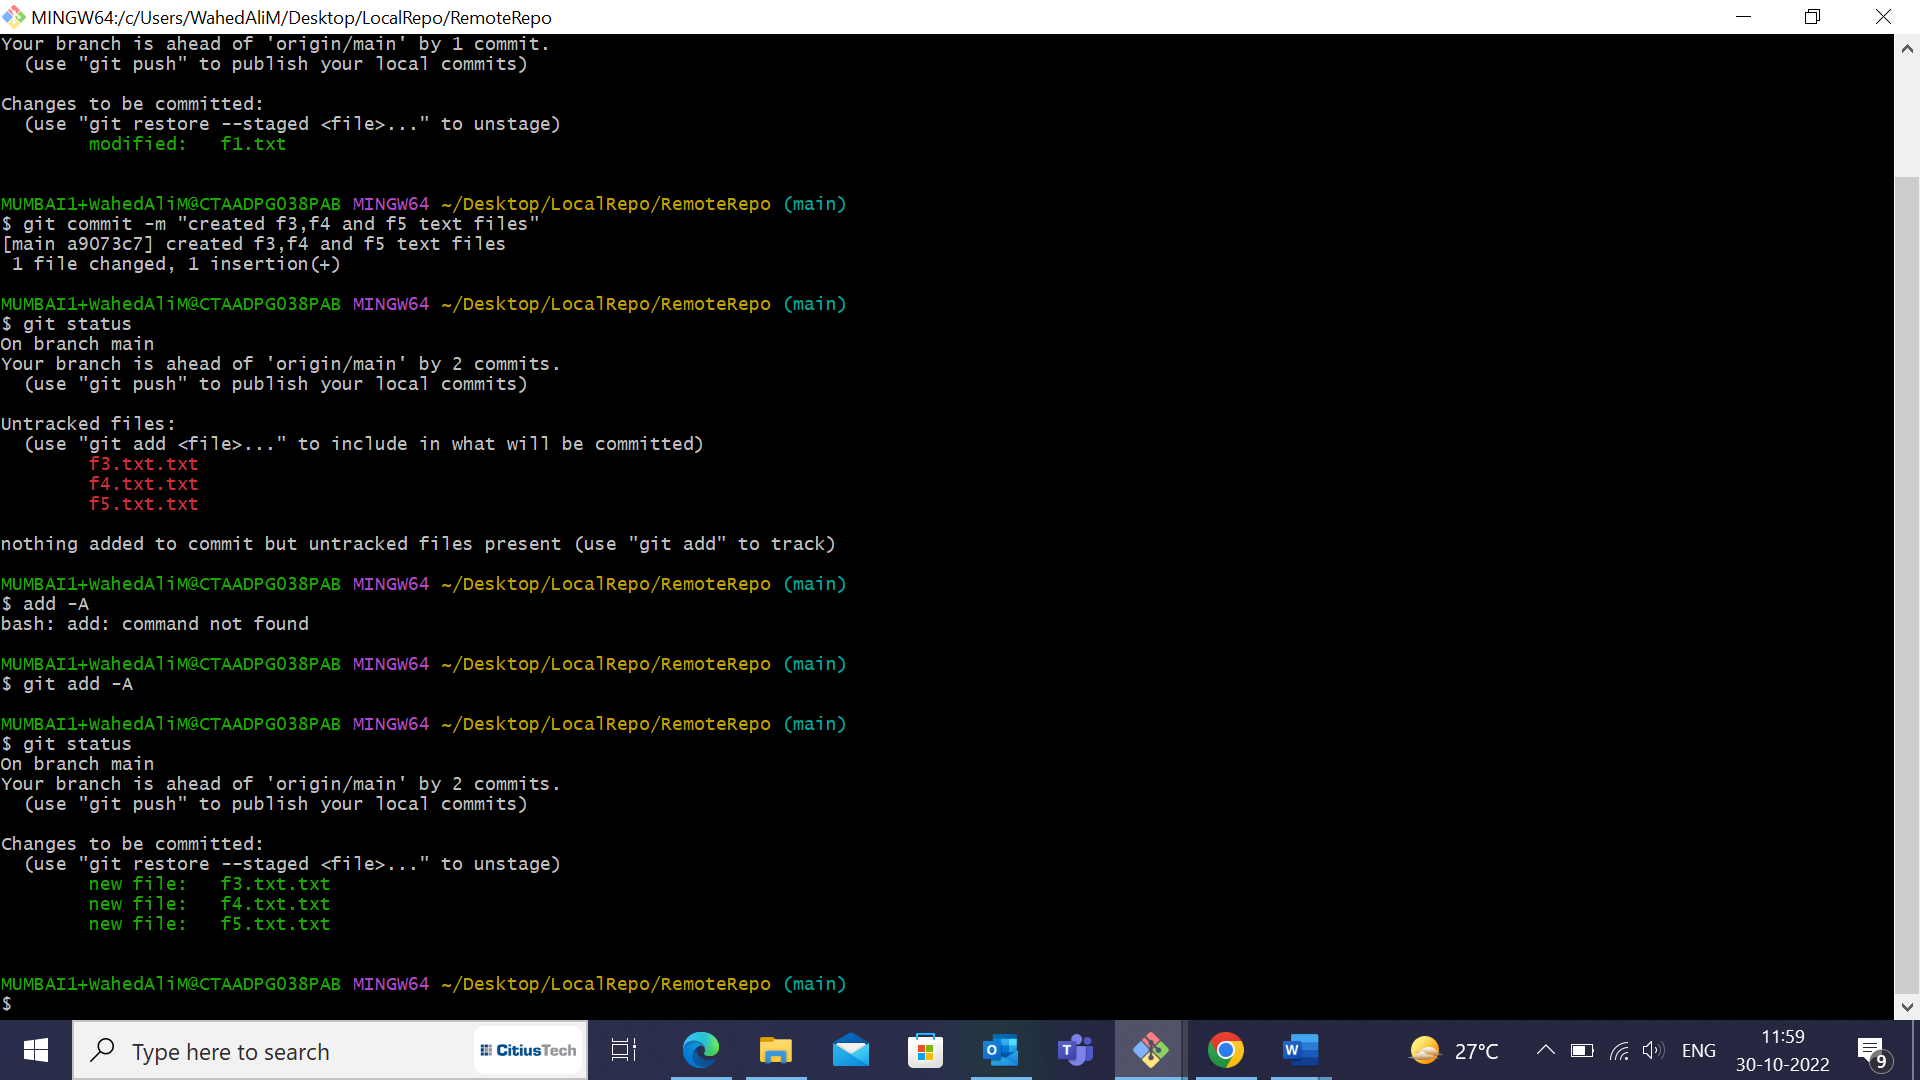 MINGW64:/c/Users/WahedAliM/Desktop/LocalRepo/RemoteRepo
Your branch is ahead of 'origin/main' by 1 commit.
  (use "git push" to publish your local commits)
Changes to be committed:
  (use "git restore --staged <file>..." to unstage)
        modified:   f1.txt
MUMBAI1+WahedAliM@CTAADPG038PAB MINGW64 ~/Desktop/LocalRepo/RemoteRepo (main)
$ git commit -m "created f3,f4 and f5 text files"
[main a9073c7] created f3,f4 and f5 text files
 1 file changed, 1 insertion(+)
MUMBAI1+WahedAliM@CTAADPG038PAB MINGW64 ~/Desktop/LocalRepo/RemoteRepo (main)
$ git status
On branch main
Your branch is ahead of 'origin/main' by 2 commits.
  (use "git push" to publish your local commits)
Untracked files:
  (use "git add <file>..." to include in what will be committed)
        f3.txt.txt
        f4.txt.txt
        f5.txt.txt
nothing added to commit but untracked files present (use "git add" to track)
MUMBAI1+WahedAliM@CTAADPG038PAB MINGW64 ~/Desktop/LocalRepo/RemoteRepo (main)
$ add -A
bash: add: command not found
MUMBAI1+WahedAliM@CTAADPG038PAB MINGW64 ~/Desktop/LocalRepo/RemoteRepo (main)
$ git add -A
MUMBAI1+WahedAliM@CTAADPG038PAB MINGW64 ~/Desktop/LocalRepo/RemoteRepo (main)
$ git status
On branch main
Your branch is ahead of 'origin/main' by 2 commits.
  (use "git push" to publish your local commits)
Changes to be committed:
  (use "git restore --staged <file>..." to unstage)
        new file:   f3.txt.txt
        new file:   f4.txt.txt
        new file:   f5.txt.txt
MUMBAI1+WahedAliM@CTAADPG038PAB MINGW64 ~/Desktop/LocalRepo/RemoteRepo (main)
$
Type here to search
CitiusTech
27°C
ENG
11:59
30-10-2022
9